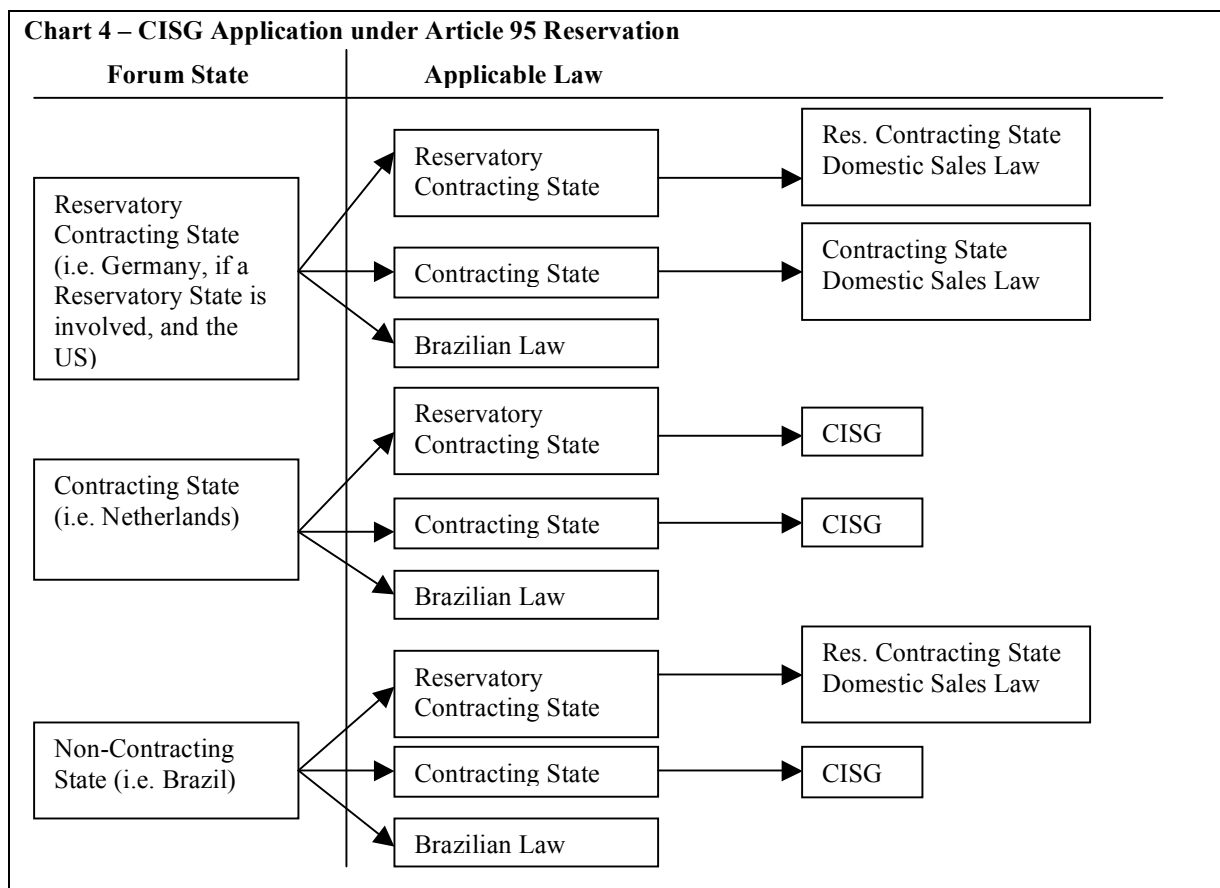 Chart 4 – CISG Application under Article 95 Reservation
Forum State
Applicable Law
Reservatory
Contracting State
(i.e. Germany, if a
Reservatory State is
involved, and the
US)
Reservatory
Contracting State
Res. Contracting State
Domestic Sales Law
Contracting State
Contracting State
Domestic Sales Law
Brazilian Law
Contracting State
(i.e. Netherlands)
Reservatory
Contracting State
CISG
Contracting State
CISG
Brazilian Law
Non-Contracting
State (i.e. Brazil)
Reservatory
Contracting State
Res. Contracting State
Domestic Sales Law
Contracting State
CISG
Brazilian Law